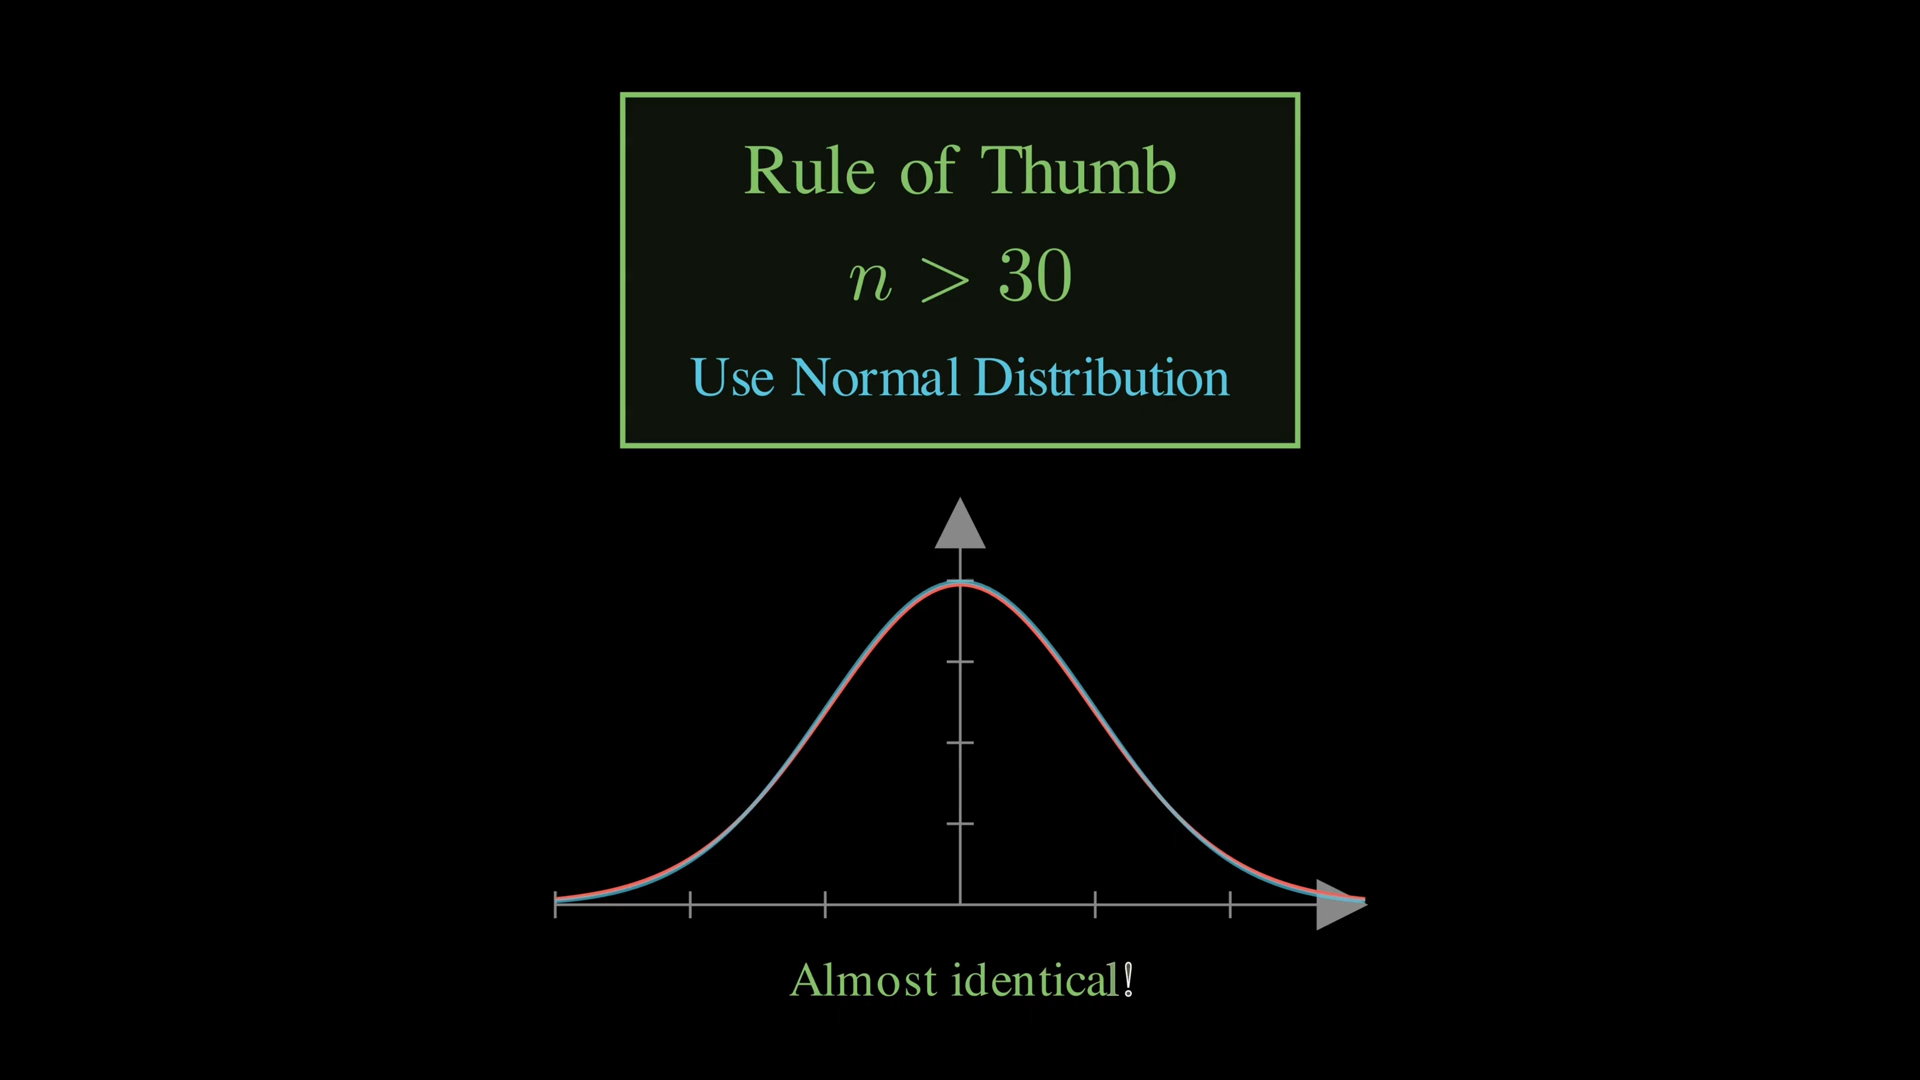 Rule of Thumb
n > 30
Use Normal Distribution
Almost identical!